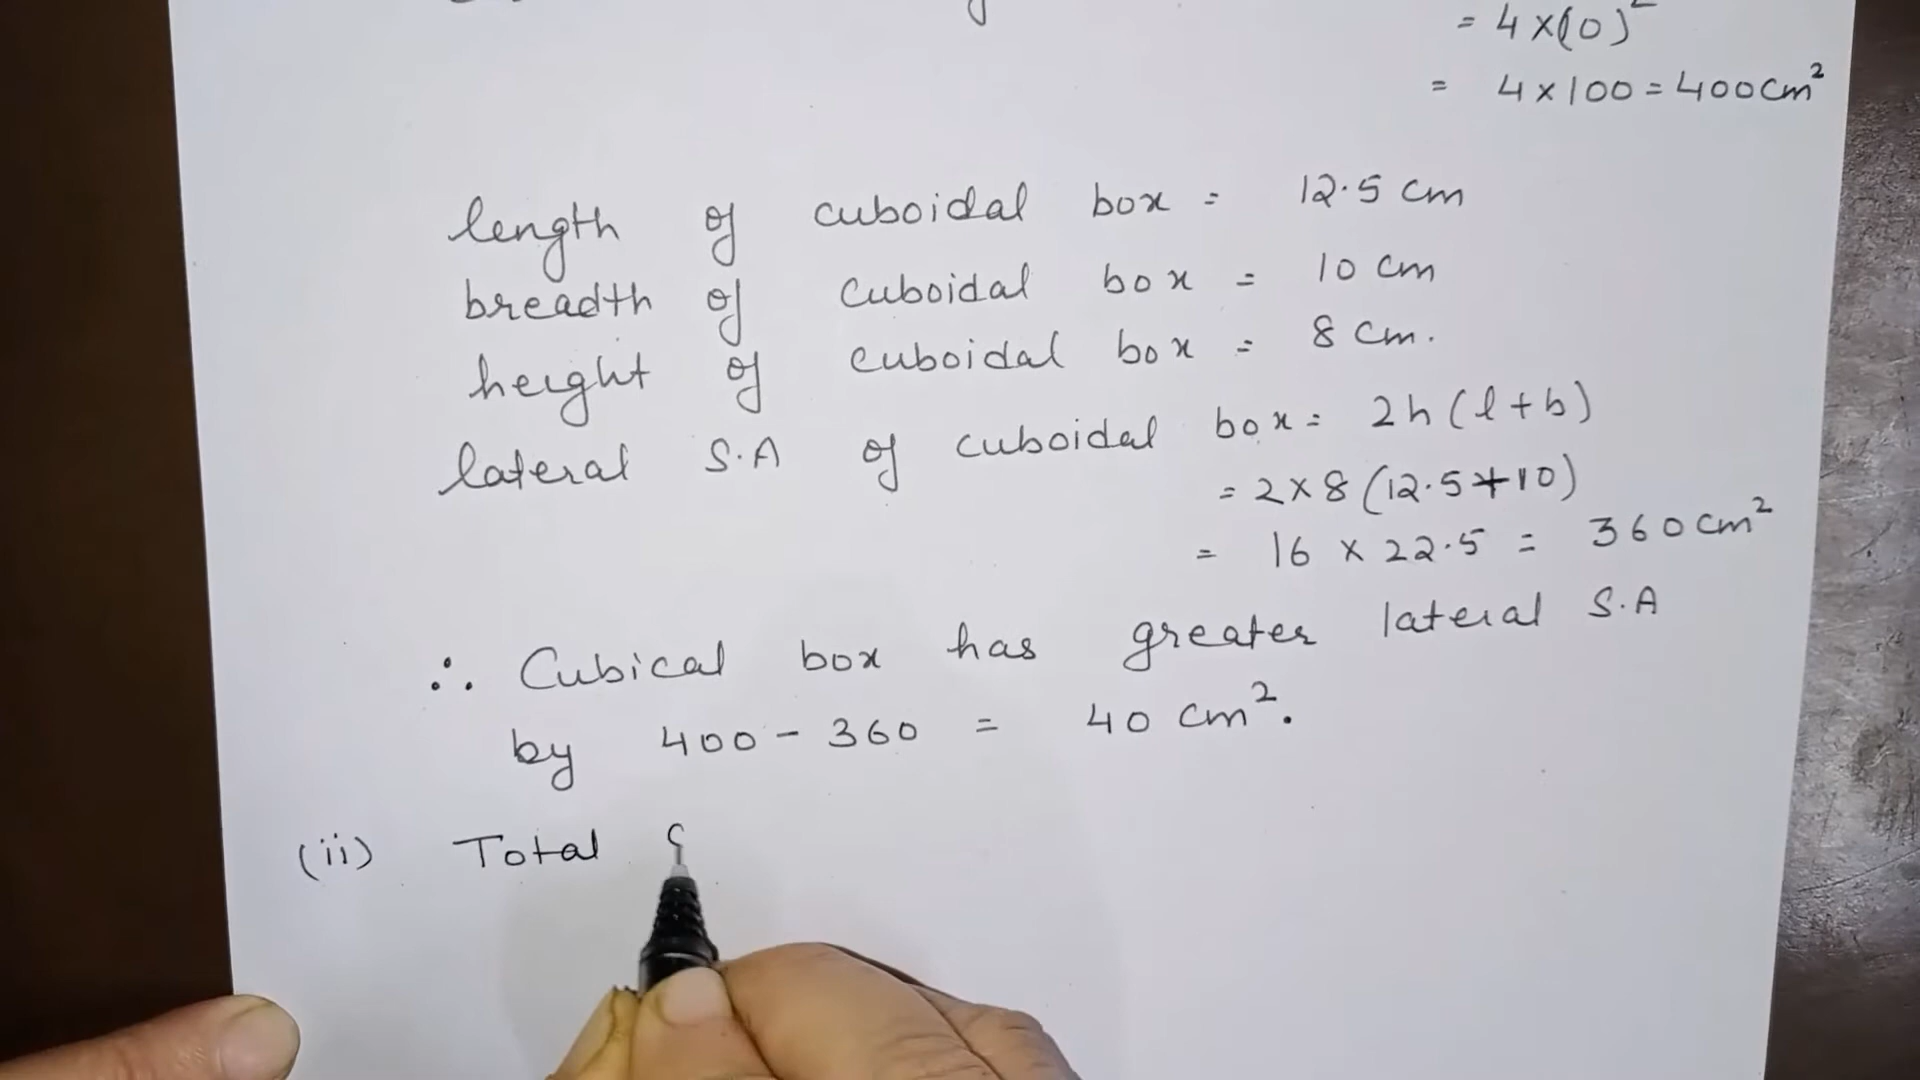 = 4×(10)²
= 4×100=400cm²
length of cuboidal box = 12.5 cm
breadth of cuboidal box = 10 cm
height of cuboidal box = 8 cm.
lateral S.A of cuboidal box = 2h(l+b)
= 2×8(12.5+10)
= 16 × 22.5 = 360cm²
∴ Cubical box has greater lateral S.A
by 400 - 360 = 40 cm².
(ii) Total